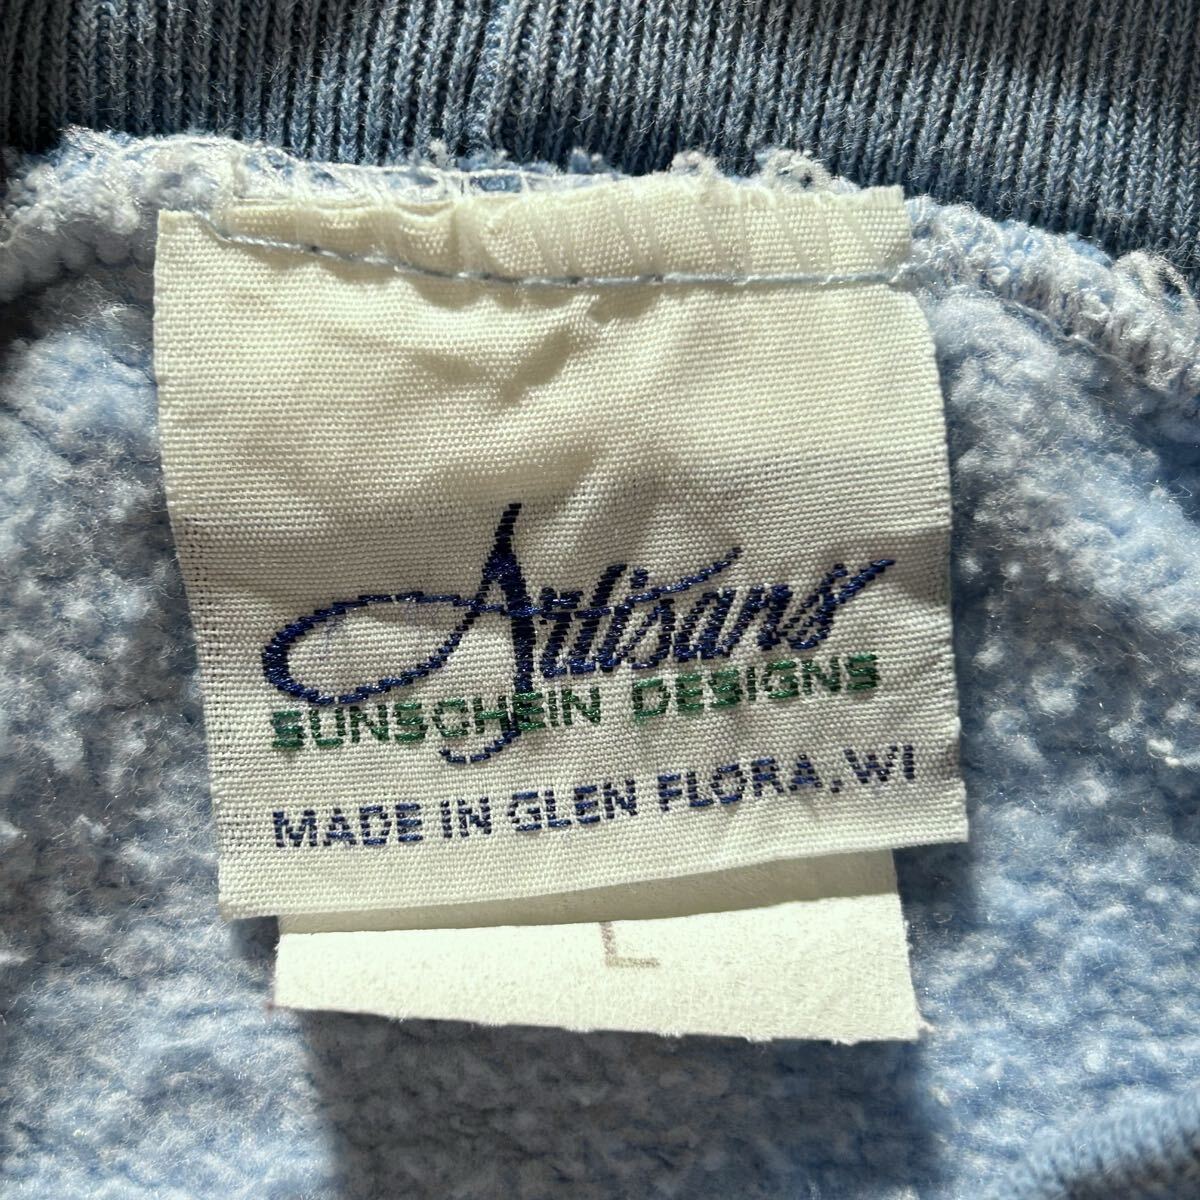 Artisans
SUNSCHEIN DESIGNS
MADE IN GLEN FLORA, WI
L